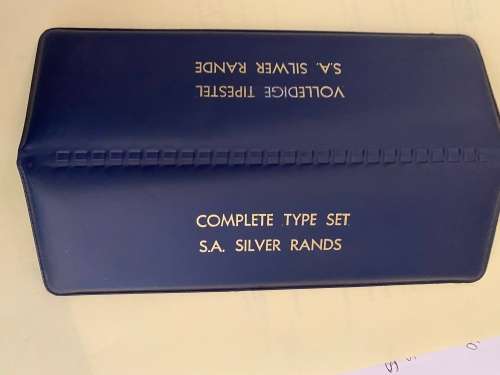 VOLLEDIGE TIPESTEL
S.A. SILWER RANDE
COMPLETE TYPE SET
S.A. SILVER RANDS